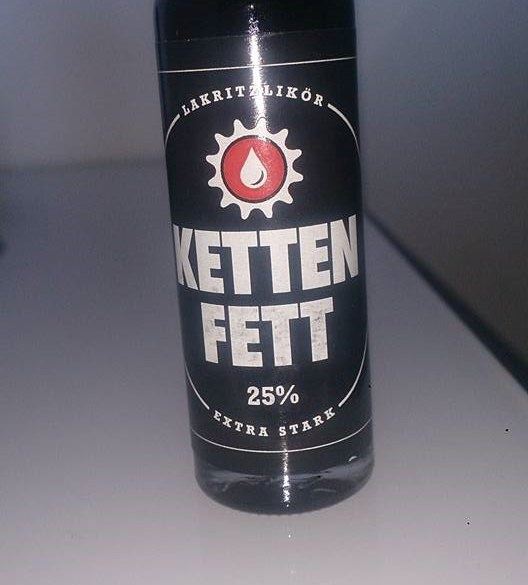 LAKRITZLIKÖR
KETTEN
FETT
25%
EXTRA STARK